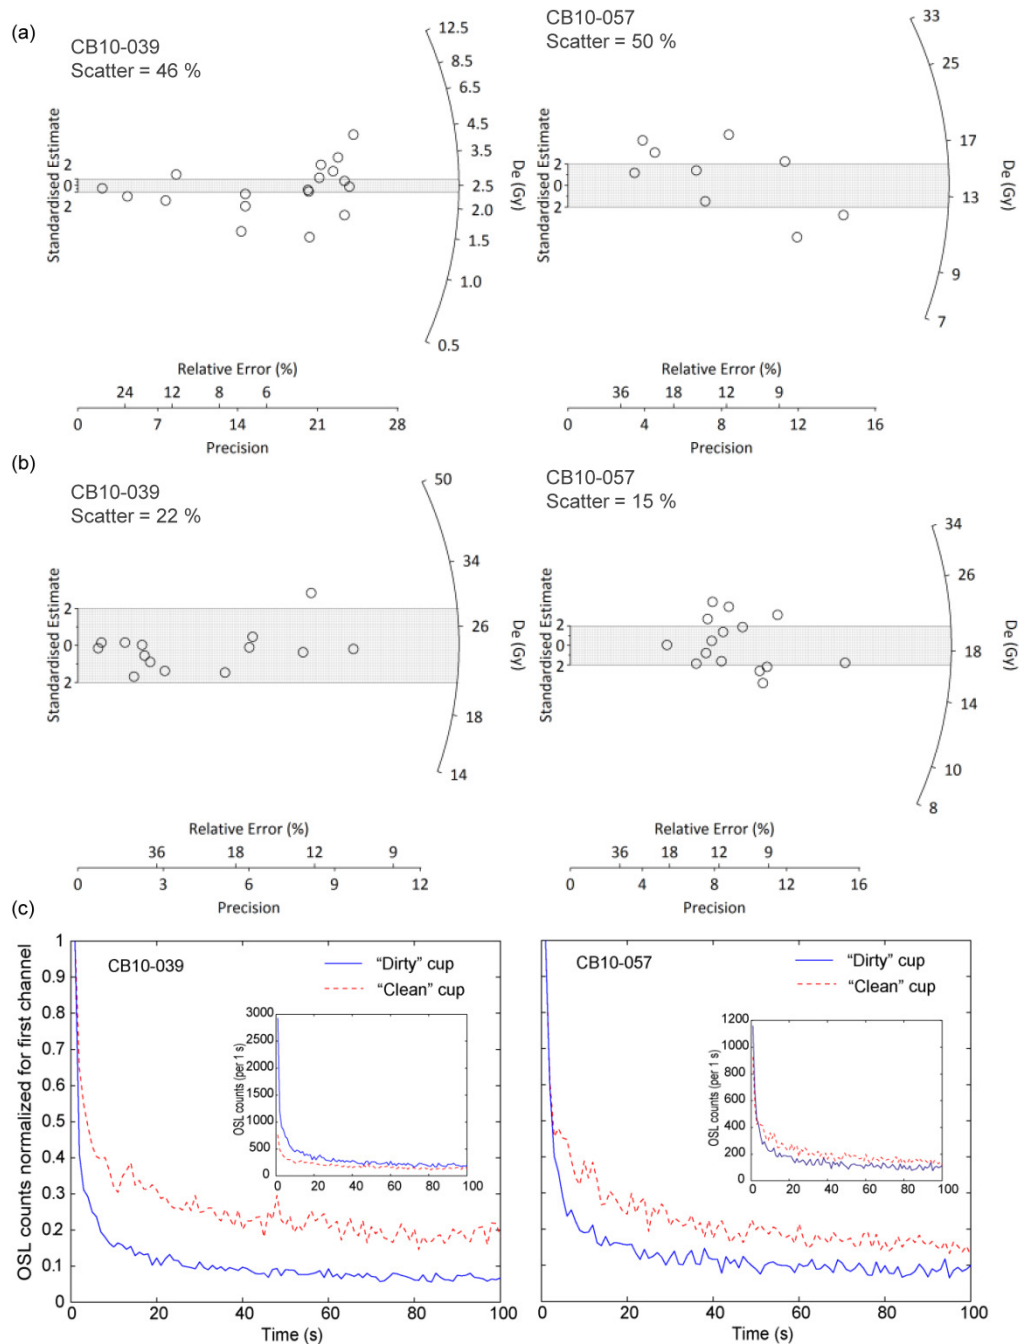 (a)
CB10-039
Scatter = 46 %
Standardised Estimate
2
0
2
12.5
8.5
6.5
4.5
3.5
2.5
2.0
1.5
1.0
0.5
De (Gy)
Relative Error (%)
24 12 8 6
0 7 14 21 28
Precision
CB10-057
Scatter = 50 %
Standardised Estimate
2
0
2
33
25
17
13
9
7
De (Gy)
Relative Error (%)
36 18 12 9
0 4 8 12 16
Precision
(b)
CB10-039
Scatter = 22 %
Standardised Estimate
2
0
2
50
34
26
18
14
De (Gy)
Relative Error (%)
36 18 12 9
0 3 6 9 12
Precision
CB10-057
Scatter = 15 %
Standardised Estimate
2
0
2
34
26
18
14
10
8
De (Gy)
Relative Error (%)
36 18 12 9
0 4 8 12 16
Precision
(c)
OSL counts normalized for first channel
1
0.9
0.8
0.7
0.6
0.5
0.4
0.3
0.2
0.1
0
CB10-039
"Dirty" cup
"Clean" cup
OSL counts (per 1 s)
3000
2500
2000
1500
1000
500
0
0 20 40 60 80 100
0 20 40 60 80 100
Time (s)
CB10-057
"Dirty" cup
"Clean" cup
OSL counts (per 1 s)
1200
1000
800
600
400
200
0
0 20 40 60 80 100
0 20 40 60 80 100
Time (s)